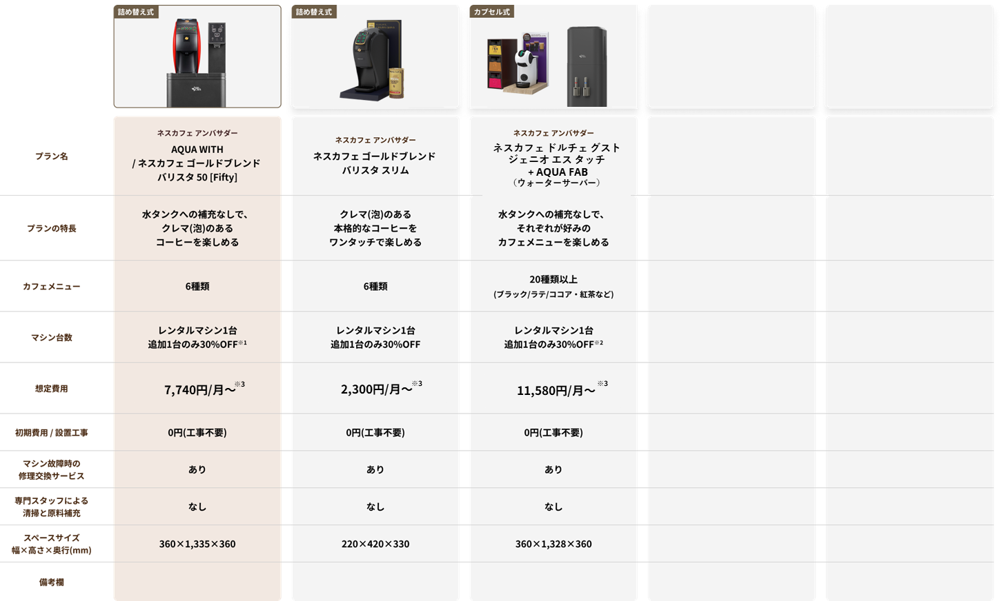 詰め替え式
詰め替え式
カプセル式
プラン名
ネスカフェ アンバサダー
AQUA WITH
/ ネスカフェ ゴールドブレンド
バリスタ 50 [Fifty]
ネスカフェ アンバサダー
ネスカフェ ゴールドブレンド
バリスタ スリム
ネスカフェ アンバサダー
ネスカフェ ドルチェ グスト
ジェニオ エス タッチ
+ AQUA FAB
（ウォーターサーバー）
プランの特長
水タンクへの補充なしで、
クレマ(泡)のある
コーヒーを楽しめる
クレマ(泡)のある
本格的なコーヒーを
ワンタッチで楽しめる
水タンクへの補充なしで、
それぞれが好みの
カフェメニューを楽しめる
カフェメニュー
6種類
6種類
20種類以上
(ブラック/ラテ/ココア・紅茶など)
マシン台数
レンタルマシン1台
追加1台のみ30%OFF※1
レンタルマシン1台
追加1台のみ30%OFF
レンタルマシン1台
追加1台のみ30%OFF※2
想定費用
7,740円/月〜※3
2,300円/月〜※3
11,580円/月〜※3
初期費用 / 設置工事
0円(工事不要)
0円(工事不要)
0円(工事不要)
マシン故障時の
修理交換サービス
あり
あり
あり
専門スタッフによる
清掃と原料補充
なし
なし
なし
スペースサイズ
幅×高さ×奥行(mm)
360×1,335×360
220×420×330
360×1,328×360
備考欄